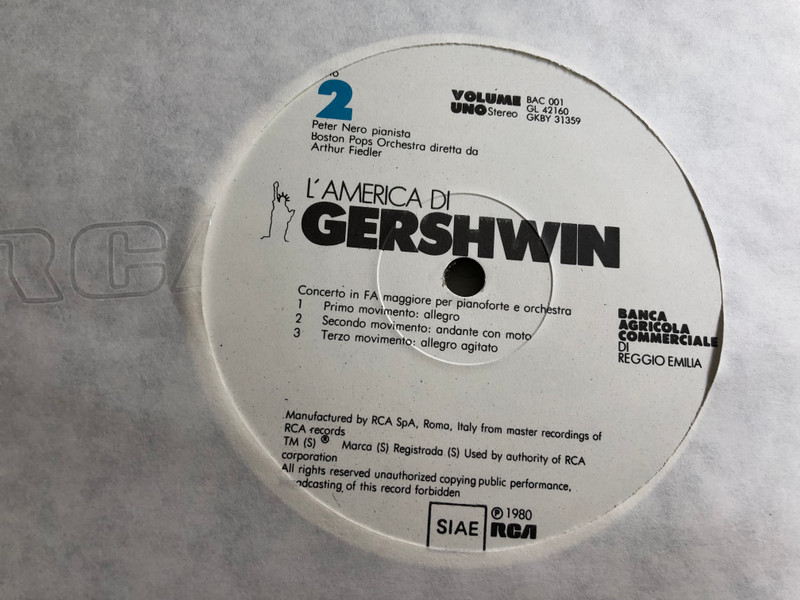 RCA
2
VOLUME UNO Stereo
BAC 001
GL 42160
GKBY 31359
Peter Nero pianista
Boston Pops Orchestra diretta da
Arthur Fiedler
L'AMERICA DI
GERSHWIN
Concerto in FA maggiore per pianoforte e orchestra
1 Primo movimento: allegro
2 Secondo movimento: andante con moto
3 Terzo movimento: allegro agitato
BANCA
AGRICOLA
COMMERCIALE
DI
REGGIO EMILIA
Manufactured by RCA SpA, Roma, Italy from master recordings of
RCA records
TM (S) ® Marca (S) Registrada (S) Used by authority of RCA
corporation
All rights reserved unauthorized copying public performance,
of this record forbidden
SIAE
℗ 1980
RCA